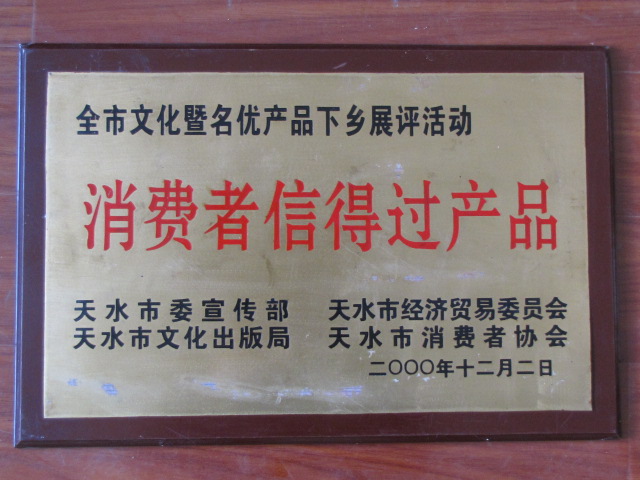 全市文化暨名优产品下乡展评活动
消费者信得过产品
天水市委宣传部 天水市经济贸易委员会
天水市文化出版局 天水市消费者协会
二〇〇〇年十二月二日